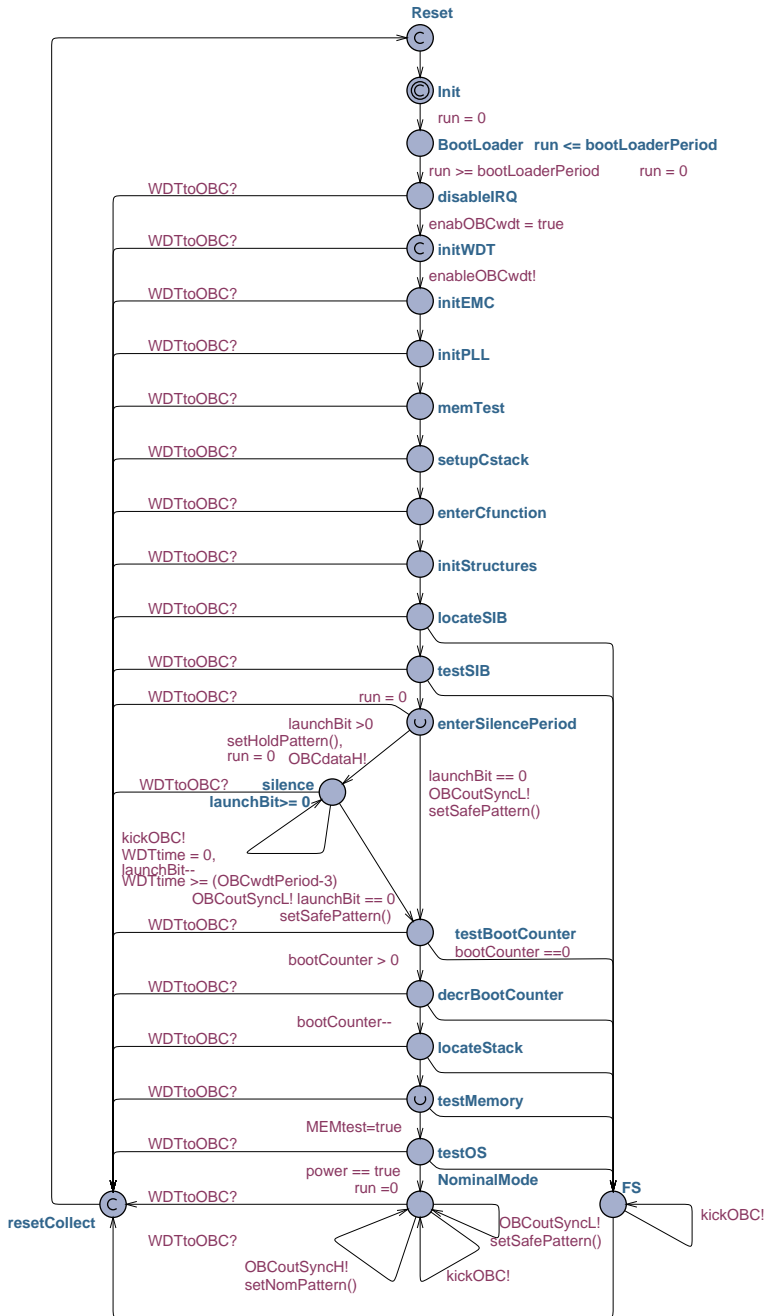 Reset
C
C
Init
run = 0
BootLoader run <= bootLoaderPeriod
run >= bootLoaderPeriod run = 0
WDTtoOBC?
disableIRQ
enabOBCwdt = true
WDTtoOBC?
C
initWDT
enableOBCwdt!
WDTtoOBC?
initEMC
WDTtoOBC?
initPLL
WDTtoOBC?
memTest
WDTtoOBC?
setupCstack
WDTtoOBC?
enterCfunction
WDTtoOBC?
initStructures
WDTtoOBC?
locateSIB
WDTtoOBC?
testSIB
WDTtoOBC?
run = 0
enterSilencePeriod
launchBit >0
setHoldPattern(),
run = 0 OBCdataH!
launchBit == 0
OBCoutSyncL!
setSafePattern()
WDTtoOBC?
silence
launchBit>= 0
kickOBC!
WDTtime = 0,
launchBit--
WDTtime >= (OBCwdtPeriod-3)
OBCoutSyncL! launchBit == 0
setSafePattern()
WDTtoOBC?
testBootCounter
bootCounter ==0
bootCounter > 0
WDTtoOBC?
decrBootCounter
bootCounter--
WDTtoOBC?
locateStack
WDTtoOBC?
testMemory
MEMtest=true
WDTtoOBC?
testOS
power == true
run =0
NominalMode
FS
WDTtoOBC?
C
resetCollect
WDTtoOBC?
OBCoutSyncL!
setSafePattern()
kickOBC!
OBCoutSyncH!
setNomPattern()
kickOBC!